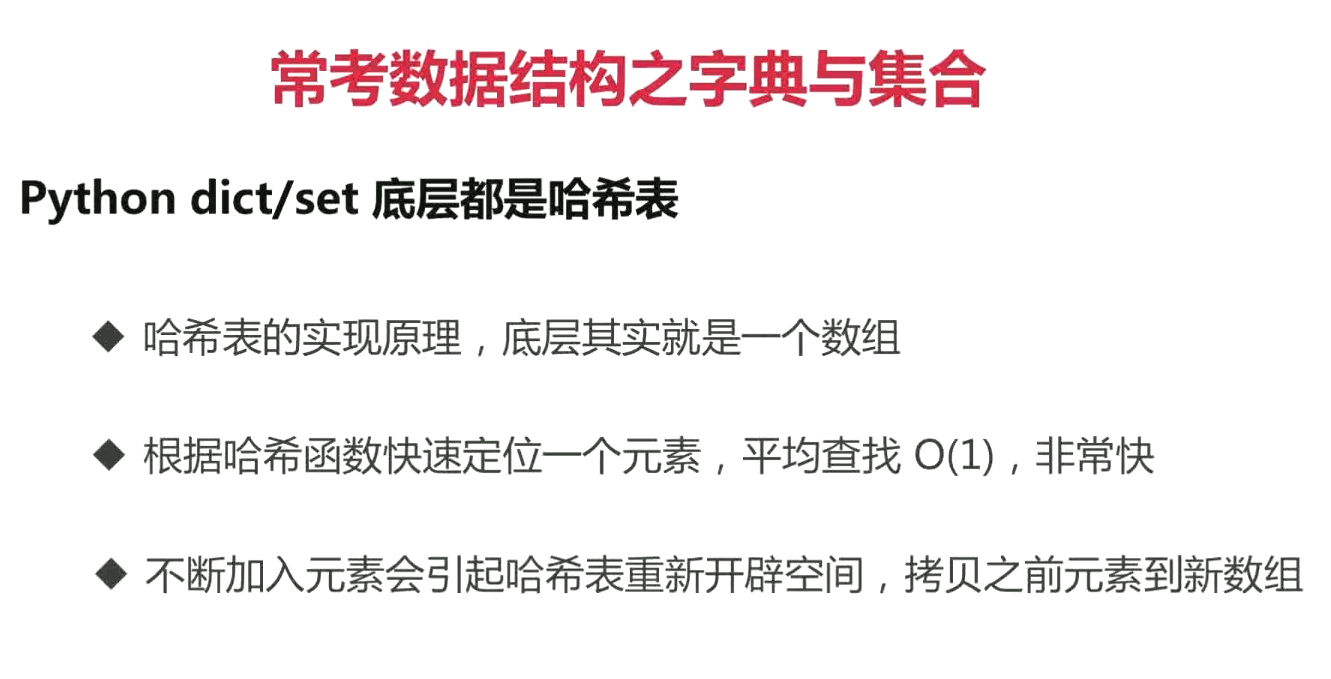 常考数据结构之字典与集合
Python dict/set 底层都是哈希表
◆ 哈希表的实现原理，底层其实就是一个数组
◆ 根据哈希函数快速定位一个元素，平均查找 O(1)，非常快
◆ 不断加入元素会引起哈希表重新开辟空间，拷贝之前元素到新数组